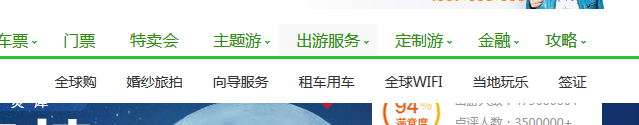 车票 门票 特卖会 主题游 出游服务 定制游 金融 攻略
全球购 婚纱旅拍 向导服务 租车用车 全球WIFI 当地玩乐 签证
94%
满意度
点评人数：3500000+